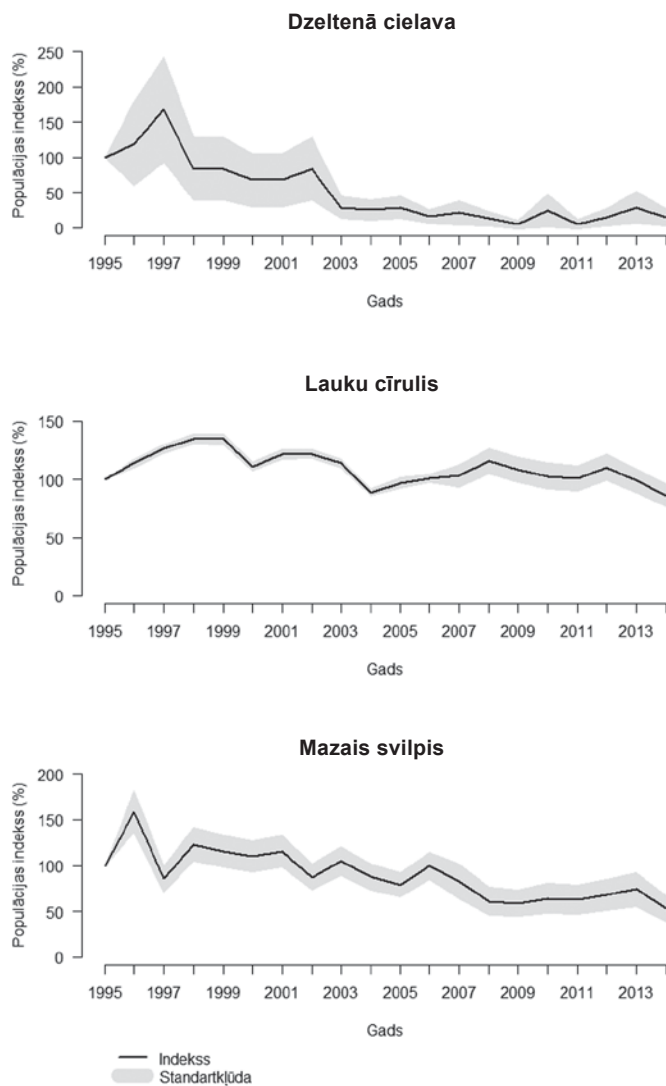 Dzeltenā cielava
Populācijas indekss (%)
250
200
150
100
50
0
1995 1997 1999 2001 2003 2005 2007 2009 2011 2013
Gads
Lauku cīrulis
Populācijas indekss (%)
150
100
50
0
1995 1997 1999 2001 2003 2005 2007 2009 2011 2013
Gads
Mazais svilpis
Populācijas indekss (%)
200
150
100
50
0
1995 1997 1999 2001 2003 2005 2007 2009 2011 2013
Gads
Indekss
Standartkļūda